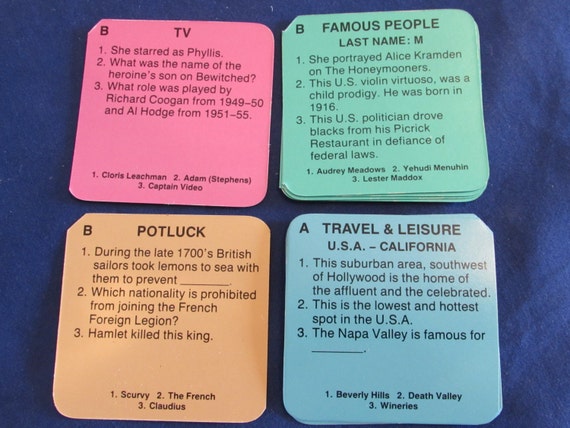 B TV
1. She starred as Phyllis.
2. What was the name of the
heroine's son on Bewitched?
3. What role was played by
Richard Coogan from 1949–50
and Al Hodge from 1951–55.
1. Cloris Leachman 2. Adam (Stephens)
3. Captain Video
B FAMOUS PEOPLE
LAST NAME: M
1. She portrayed Alice Kramden
on The Honeymooners.
2. This U.S. violin virtuoso, was a
child prodigy. He was born in
1916.
3. This U.S. politician drove
blacks from his Picrick
Restaurant in defiance of
federal laws.
1. Audrey Meadows 2. Yehudi Menuhin
3. Lester Maddox
B POTLUCK
1. During the late 1700's British
sailors took lemons to sea with
them to prevent ________.
2. Which nationality is prohibited
from joining the French
Foreign Legion?
3. Hamlet killed this king.
1. Scurvy 2. The French
3. Claudius
A TRAVEL & LEISURE
U.S.A. – CALIFORNIA
1. This suburban area, southwest
of Hollywood is the home of
the affluent and the celebrated.
2. This is the lowest and hottest
spot in the U.S.A.
3. The Napa Valley is famous for
________.
1. Beverly Hills 2. Death Valley
3. Wineries